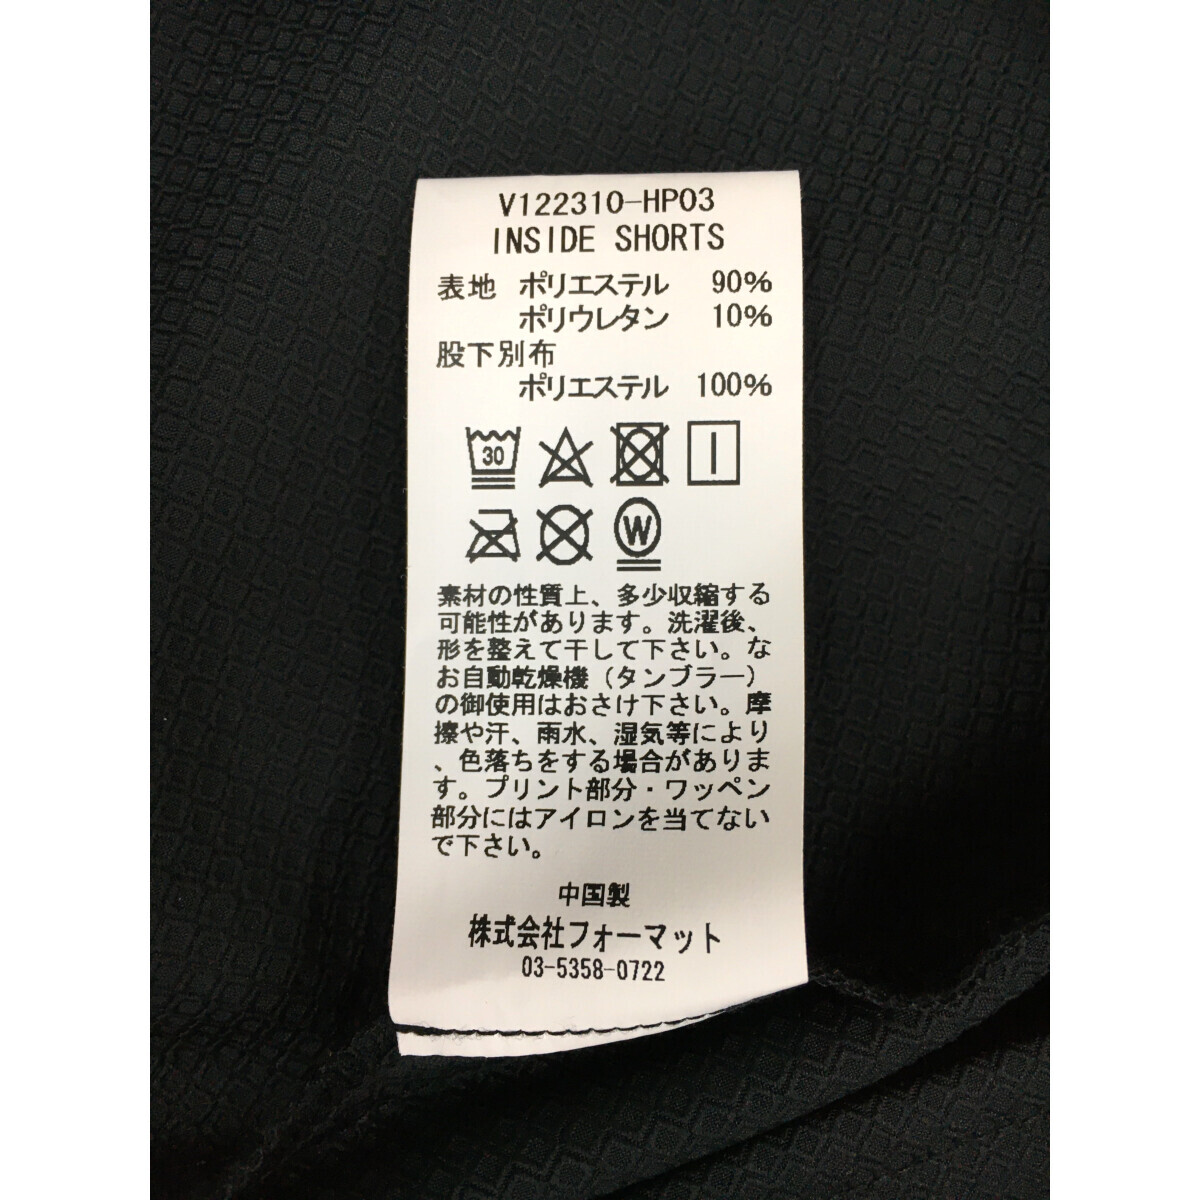 V122310-HP03
INSIDE SHORTS
表地 ポリエステル 90%
ポリウレタン 10%
股下別布
ポリエステル 100%
30
W
素材の性質上、多少収縮する
可能性があります。洗濯後、
形を整えて干して下さい。な
お自動乾燥機（タンブラー）
の御使用はおさけ下さい。摩
擦や汗、雨水、湿気等により
、色落ちをする場合がありま
す。プリント部分・ワッペン
部分にはアイロンを当てない
で下さい。
中国製
株式会社フォーマット
03-5358-0722